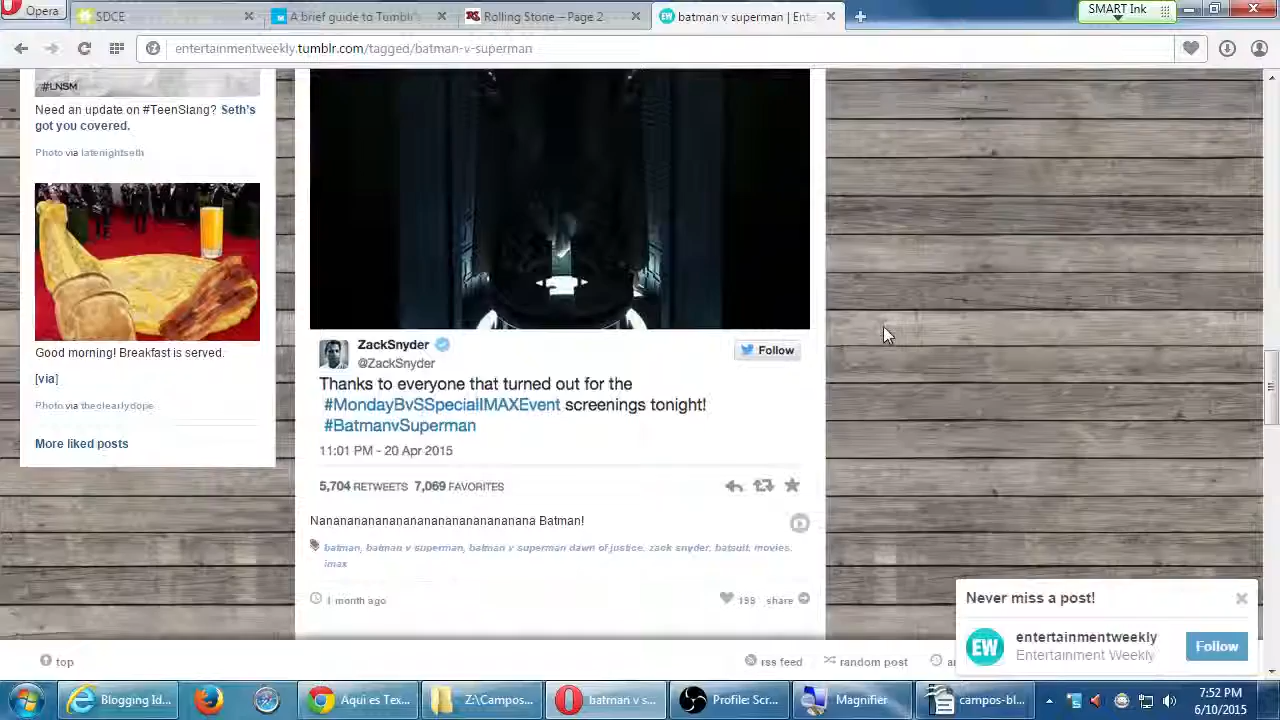 Opera
SDCE
A brief guide to Tumbl
Rolling Stone – Page 2
EW
batman v superman | Ente
SMART Ink
entertainmentweekly.tumblr.com/tagged/batman-v-superman
#LNSM
Need an update on #TeenSlang? Seth's
got you covered.
Photo via latenightseth
Good morning! Breakfast is served.
[via]
Photo via theclearlydope
More liked posts
ZackSnyder
@ZackSnyder
Follow
Thanks to everyone that turned out for the
#MondayBvSSpecialIMAXEvent screenings tonight!
#BatmanvSuperman
11:01 PM - 20 Apr 2015
5,704 RETWEETS 7,069 FAVORITES
Nanananananananananananananana Batman!
batman, batman v superman, batman v superman dawn of justice, zack snyder, batsuit, movies,
imax
1 month ago
199 share
Never miss a post!
EW
entertainmentweekly
Entertainment Weekly
Follow
top
rss feed
random post
Blogging Id...
Aqui es Tex...
Z:\Campos...
batman v s...
Profile: Scr...
Magnifier
campos-bl...
7:52 PM
6/10/2015